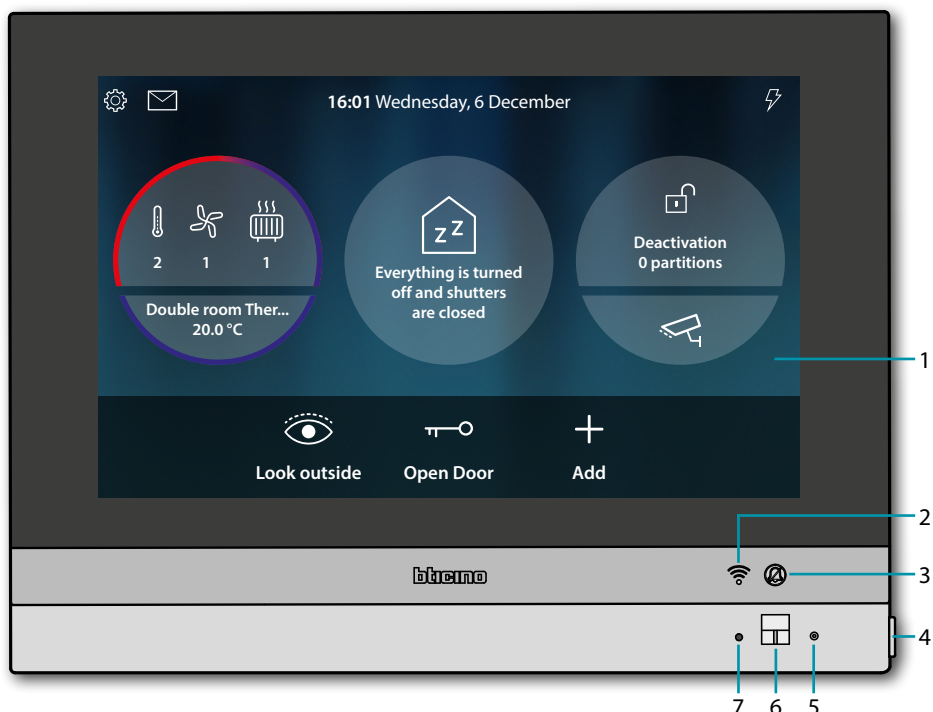 16:01 Wednesday, 6 December
2 1 1
Double room Ther...
20.0 °C
z z
Everything is turned
off and shutters
are closed
Deactivation
0 partitions
1
Look outside
Open Door
Add
2
bticino
3
4
7 6 5